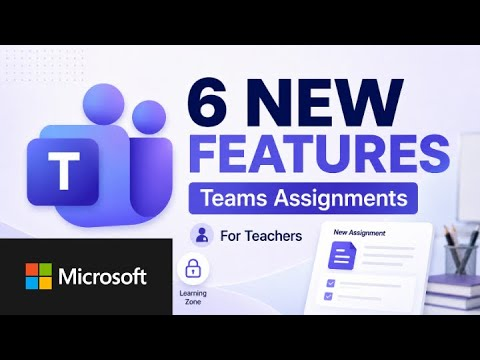 6 NEW
FEATURES
T
Teams Assignments
For Teachers
New Assignment
Microsoft
Learning
Zone